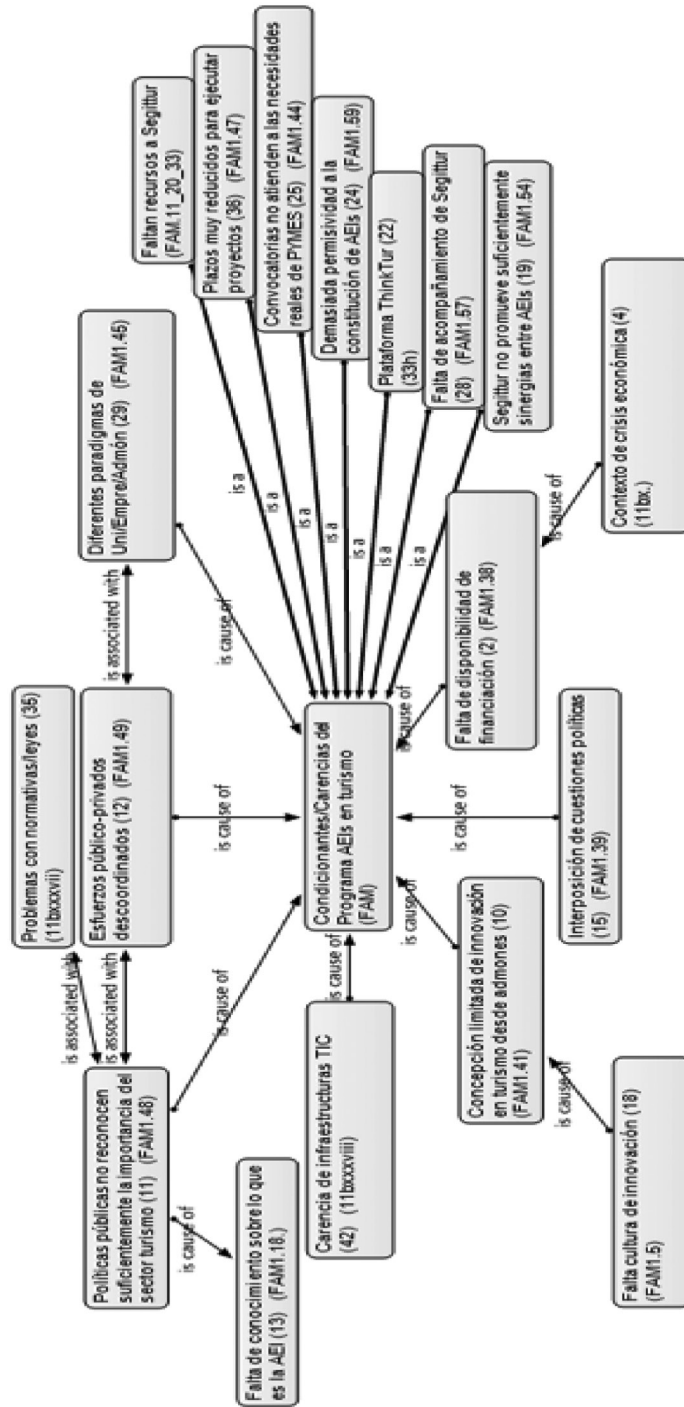 Problemas con normativas/leyes (35)
(11bxxxvii)
Políticas públicas no reconocen
suficientemente la importancia del
sector turismo (11) (FAM1.48)
is associated with
is associated with
Esfuerzos público-privados
descoordinados (12) (FAM1.49)
is associated with
Diferentes paradigmas de
Uni/Empre/Admón (29) (FAM1.45)
is cause of
Falta de conocimiento sobre lo que
es la AEI (13) (FAM1.18.)
is cause of
is cause of
is cause of
Faltan recursos a Segittur
(FAM.11_20_33)
is a
Plazos muy reducidos para ejecutar
proyectos (36) (FAM1.47)
is a
Convocatorias no atienden a las necesidades
reales de PYMES (25) (FAM1.44)
is a
Demasiada permisividad a la
constitución de AEIs (24) (FAM1.59)
is a
Plataforma ThinkTur (22)
(33h)
is a
Falta de acompañamiento de Segittur
(28) (FAM1.57)
is a
Segittur no promueve suficientemente
sinergias entre AEIs (19) (FAM1.54)
is a
Carencia de infraestructuras TIC
(42) (11bxxxviii)
is cause of
Condicionantes/Carencias del
Programa AEIs en turismo
(FAM)
is cause of
is cause of
is cause of
Concepción limitada de innovación
en turismo desde admones (10)
(FAM1.41)
Falta de disponibilidad de
financiación (2) (FAM1.38)
is cause of
is cause of
Falta cultura de innovación (18)
(FAM1.5)
Interposición de cuestiones políticas
(15) (FAM1.39)
Contexto de crisis económica (4)
(11bx.)